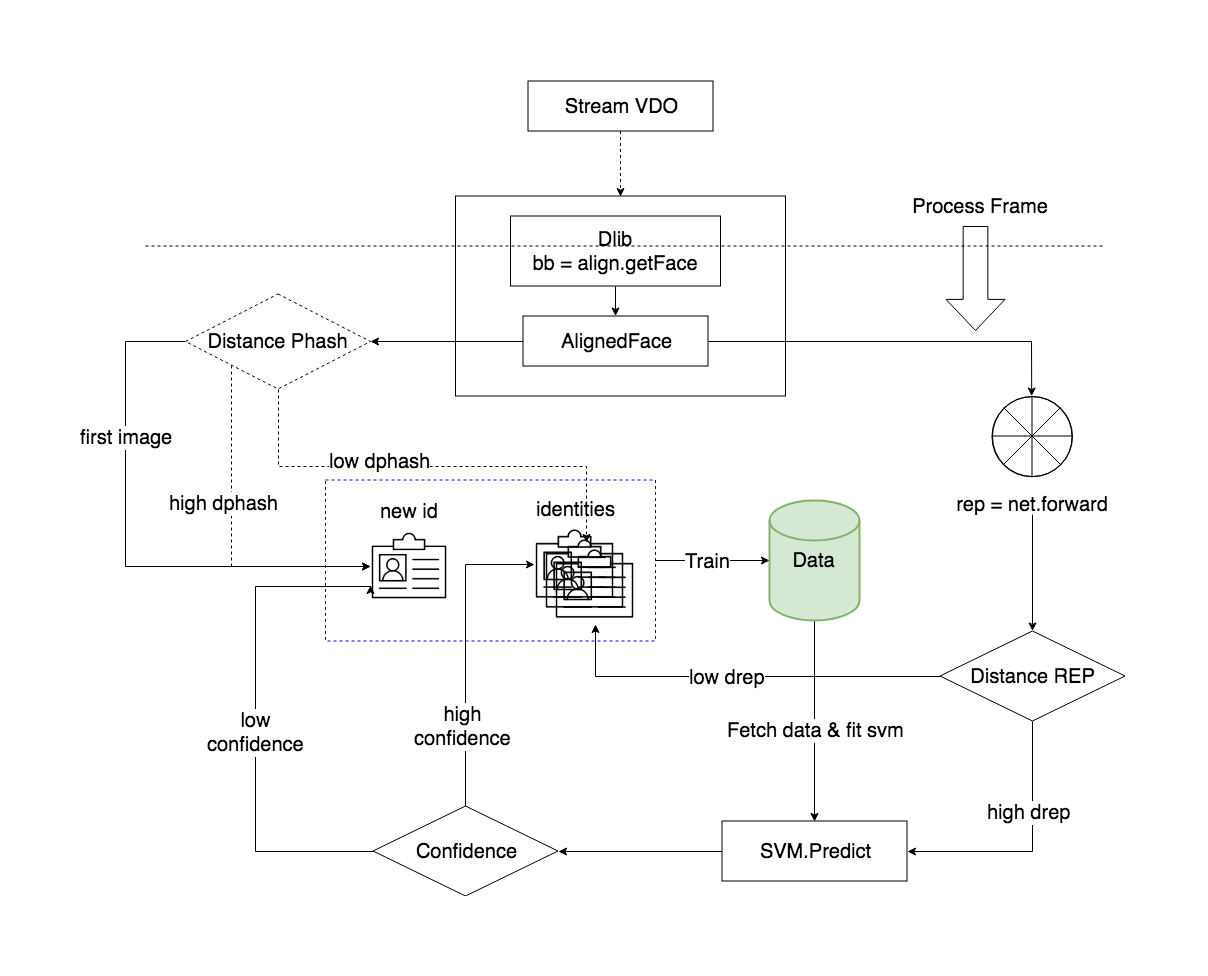 Stream VDO
Process Frame
Dlib
bb = align.getFace
Distance Phash
AlignedFace
first image
low dphash
high dphash
rep = net.forward
new id
identities
Train
Data
low drep
Distance REP
low
confidence
high
confidence
Fetch data & fit svm
high drep
Confidence
SVM.Predict